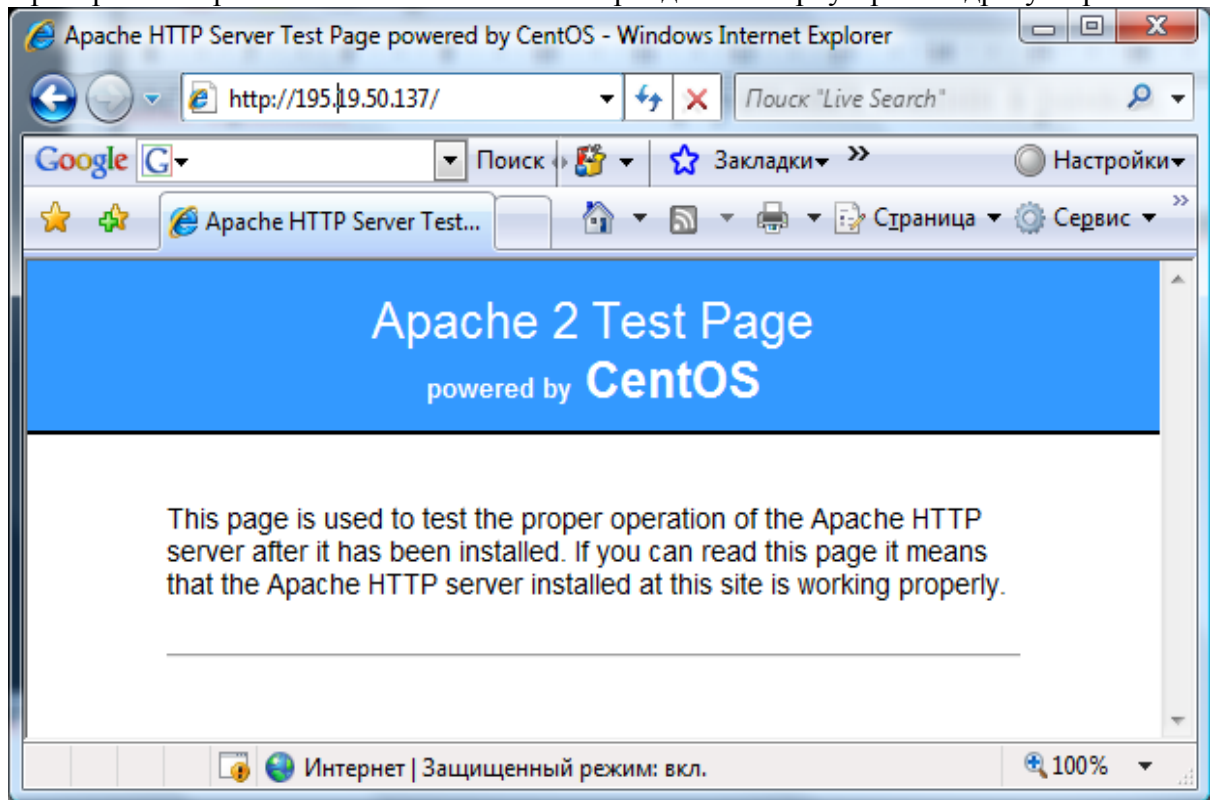 Apache HTTP Server Test Page powered by CentOS - Windows Internet Explorer
http://195.19.50.137/
Поиск "Live Search"
Google G Поиск Закладки » Настройки
Apache HTTP Server Test... Страница Сервис »
Apache 2 Test Page
powered by CentOS
This page is used to test the proper operation of the Apache HTTP
server after it has been installed. If you can read this page it means
that the Apache HTTP server installed at this site is working properly.
Интернет | Защищенный режим: вкл. 100%